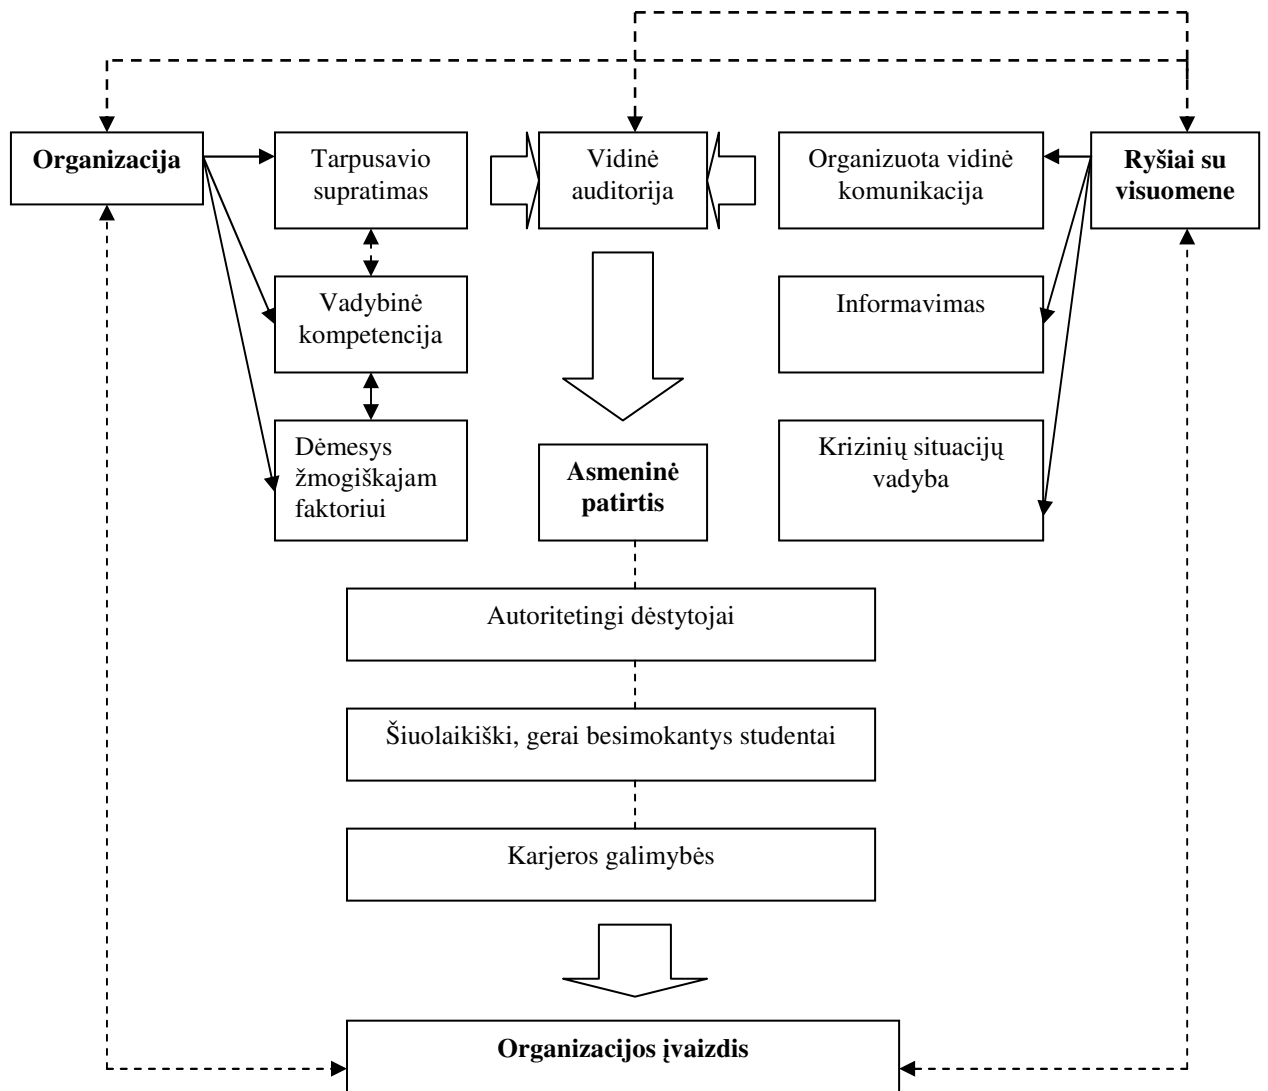 Organizacija
Tarpusavio
supratimas
Vidinė
auditorija
Organizuota vidinė
komunikacija
Ryšiai su
visuomene
Vadybinė
kompetencija
Informavimas
Dėmesys
žmogiškajam
faktoriui
Asmeninė
patirtis
Krizinių situacijų
vadyba
Autoritetingi dėstytojai
Šiuolaikiški, gerai besimokantys studentai
Karjeros galimybės
Organizacijos įvaizdis